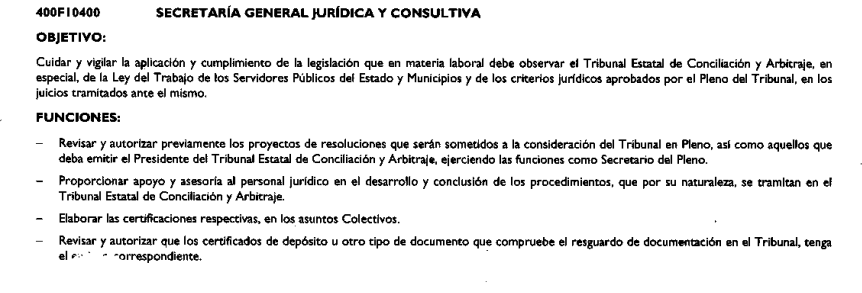 400F10400 SECRETARÍA GENERAL JURÍDICA Y CONSULTIVA
OBJETIVO:
Cuidar y vigilar la aplicación y cumplimiento de la legislación que en materia laboral debe observar el Tribunal Estatal de Conciliación y Arbitraje, en
especial, de la Ley del Trabajo de los Servidores Públicos del Estado y Municipios y de los criterios jurídicos aprobados por el Pleno del Tribunal, en los
juicios tramitados ante el mismo.
FUNCIONES:
– Revisar y autorizar previamente los proyectos de resoluciones que serán sometidos a la consideración del Tribunal en Pleno, así como aquellos que
deba emitir el Presidente del Tribunal Estatal de Conciliación y Arbitraje, ejerciendo las funciones como Secretario del Pleno.
– Proporcionar apoyo y asesoría al personal jurídico en el desarrollo y conclusión de los procedimientos, que por su naturaleza, se tramitan en el
Tribunal Estatal de Conciliación y Arbitraje.
– Elaborar las certificaciones respectivas, en los asuntos Colectivos.
– Revisar y autorizar que los certificados de depósito u otro tipo de documento que compruebe el resguardo de documentación en el Tribunal, tenga
el orrespondiente.